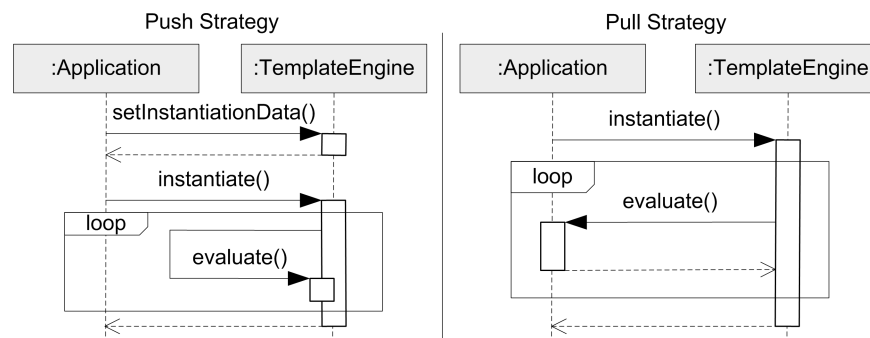 Push Strategy
:Application
:TemplateEngine
setInstantiationData()
instantiate()
loop
evaluate()
Pull Strategy
:Application
:TemplateEngine
instantiate()
loop
evaluate()